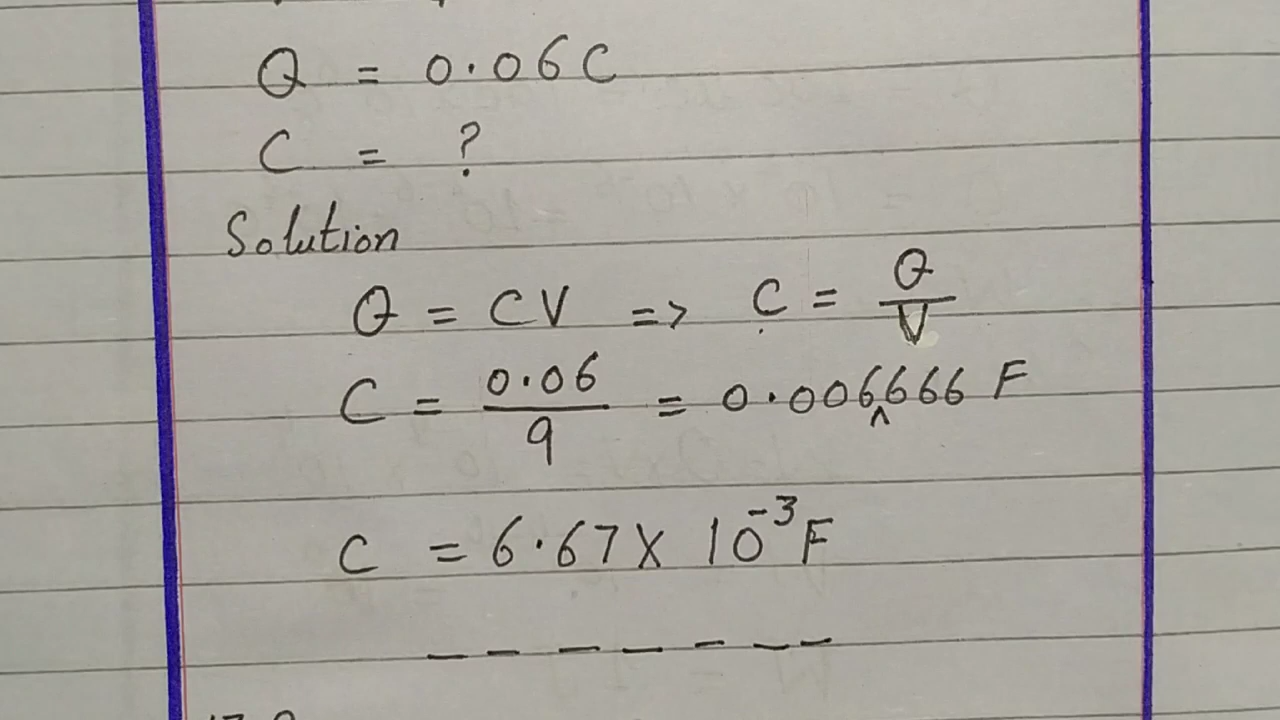 Q = 0.06C
C = ?
Solution
Q = CV => C = Q/V
C = 0.06/9 = 0.006666 F
C = 6.67 X 10⁻³ F